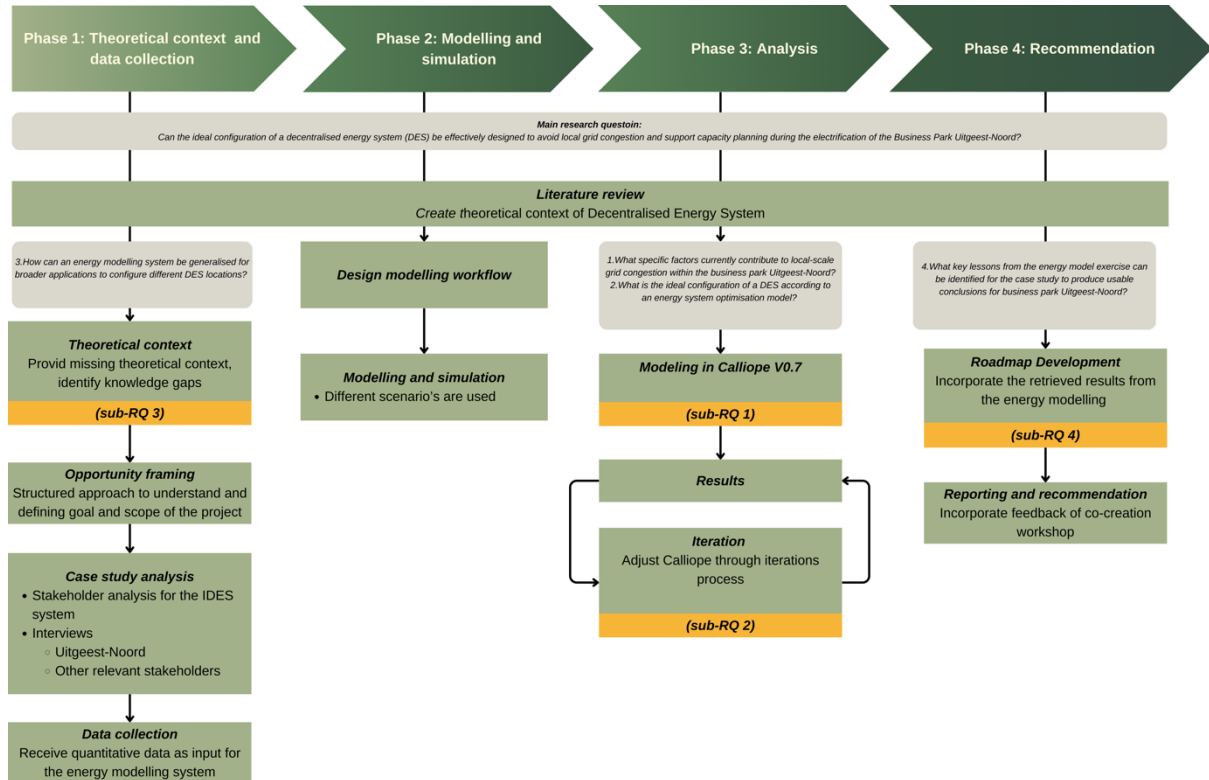 Phase 1: Theoretical context and
data collection
Phase 2: Modelling and
simulation
Phase 3: Analysis
Phase 4: Recommendation
Main research questoin:
Can the ideal configuration of a decentralised energy system (DES) be effectively designed to avoid local grid congestion and support capacity planning during the electrification of the Business Park Uitgeest-Noord?
Literature review
Create theoretical context of Decentralised Energy System
3.How can an energy modelling system be generalised for
broader applications to configure different DES locations?
Theoretical context
Provid missing theoretical context,
identify knowledge gaps
(sub-RQ 3)
Opportunity framing
Structured approach to understand and
defining goal and scope of the project
Case study analysis
• Stakeholder analysis for the IDES
system
• Interviews
○ Uitgeest-Noord
○ Other relevant stakeholders
Data collection
Receive quantitative data as input for
the energy modelling system
Design modelling workflow
Modelling and simulation
• Different scenario's are used
1.What specific factors currently contribute to local-scale
grid congestion within the business park Uitgeest-Noord?
2.What is the ideal configuration of a DES according to
an energy system optimisation model?
Modeling in Calliope V0.7
(sub-RQ 1)
Results
Iteration
Adjust Calliope through iterations
process
(sub-RQ 2)
4.What key lessons from the energy model exercise can
be identified for the case study to produce usable
conclusions for business park Uitgeest-Noord?
Roadmap Development
Incorporate the retrieved results from
the energy modelling
(sub-RQ 4)
Reporting and recommendation
Incorporate feedback of co-creation
workshop